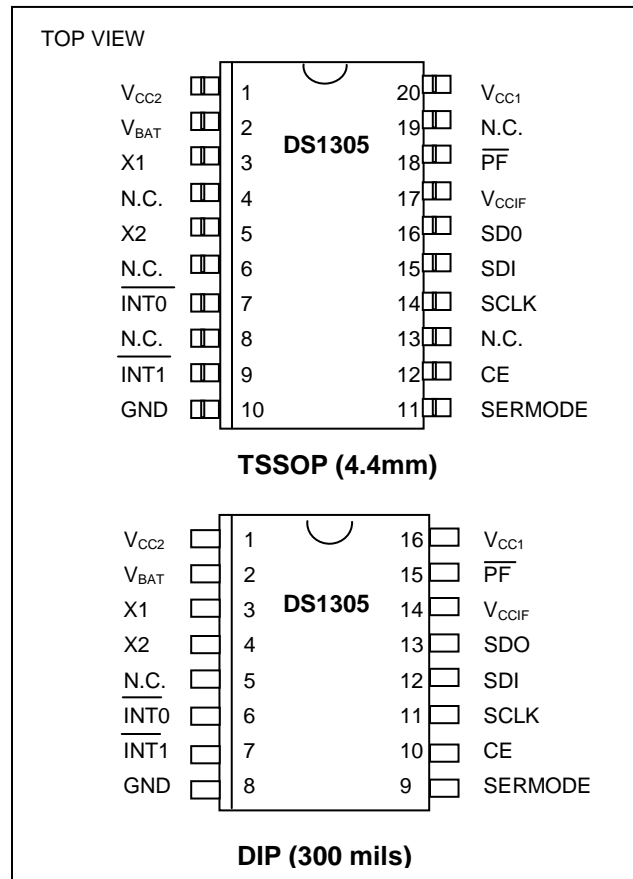 TOP VIEW
VCC2 1 20 VCC1
VBAT 2 19 N.C.
DS1305
X1 3 18 PF
N.C. 4 17 VCCIF
X2 5 16 SD0
N.C. 6 15 SDI
INT0 7 14 SCLK
N.C. 8 13 N.C.
INT1 9 12 CE
GND 10 11 SERMODE
TSSOP (4.4mm)
VCC2 1 16 VCC1
VBAT 2 15 PF
X1 3 DS1305 14 VCCIF
X2 4 13 SDO
N.C. 5 12 SDI
INT0 6 11 SCLK
INT1 7 10 CE
GND 8 9 SERMODE
DIP (300 mils)